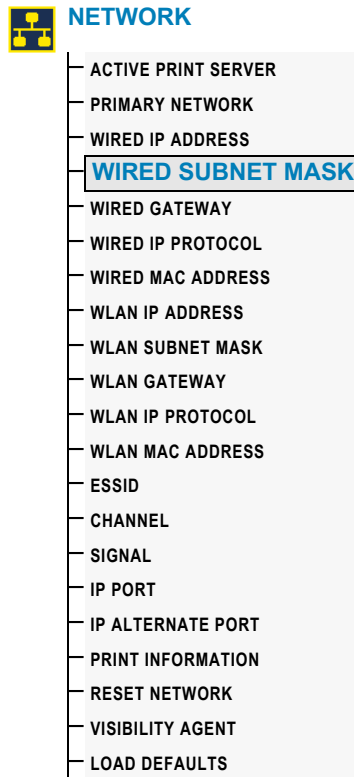 NETWORK
ACTIVE PRINT SERVER
PRIMARY NETWORK
WIRED IP ADDRESS
WIRED SUBNET MASK
WIRED GATEWAY
WIRED IP PROTOCOL
WIRED MAC ADDRESS
WLAN IP ADDRESS
WLAN SUBNET MASK
WLAN GATEWAY
WLAN IP PROTOCOL
WLAN MAC ADDRESS
ESSID
CHANNEL
SIGNAL
IP PORT
IP ALTERNATE PORT
PRINT INFORMATION
RESET NETWORK
VISIBILITY AGENT
LOAD DEFAULTS